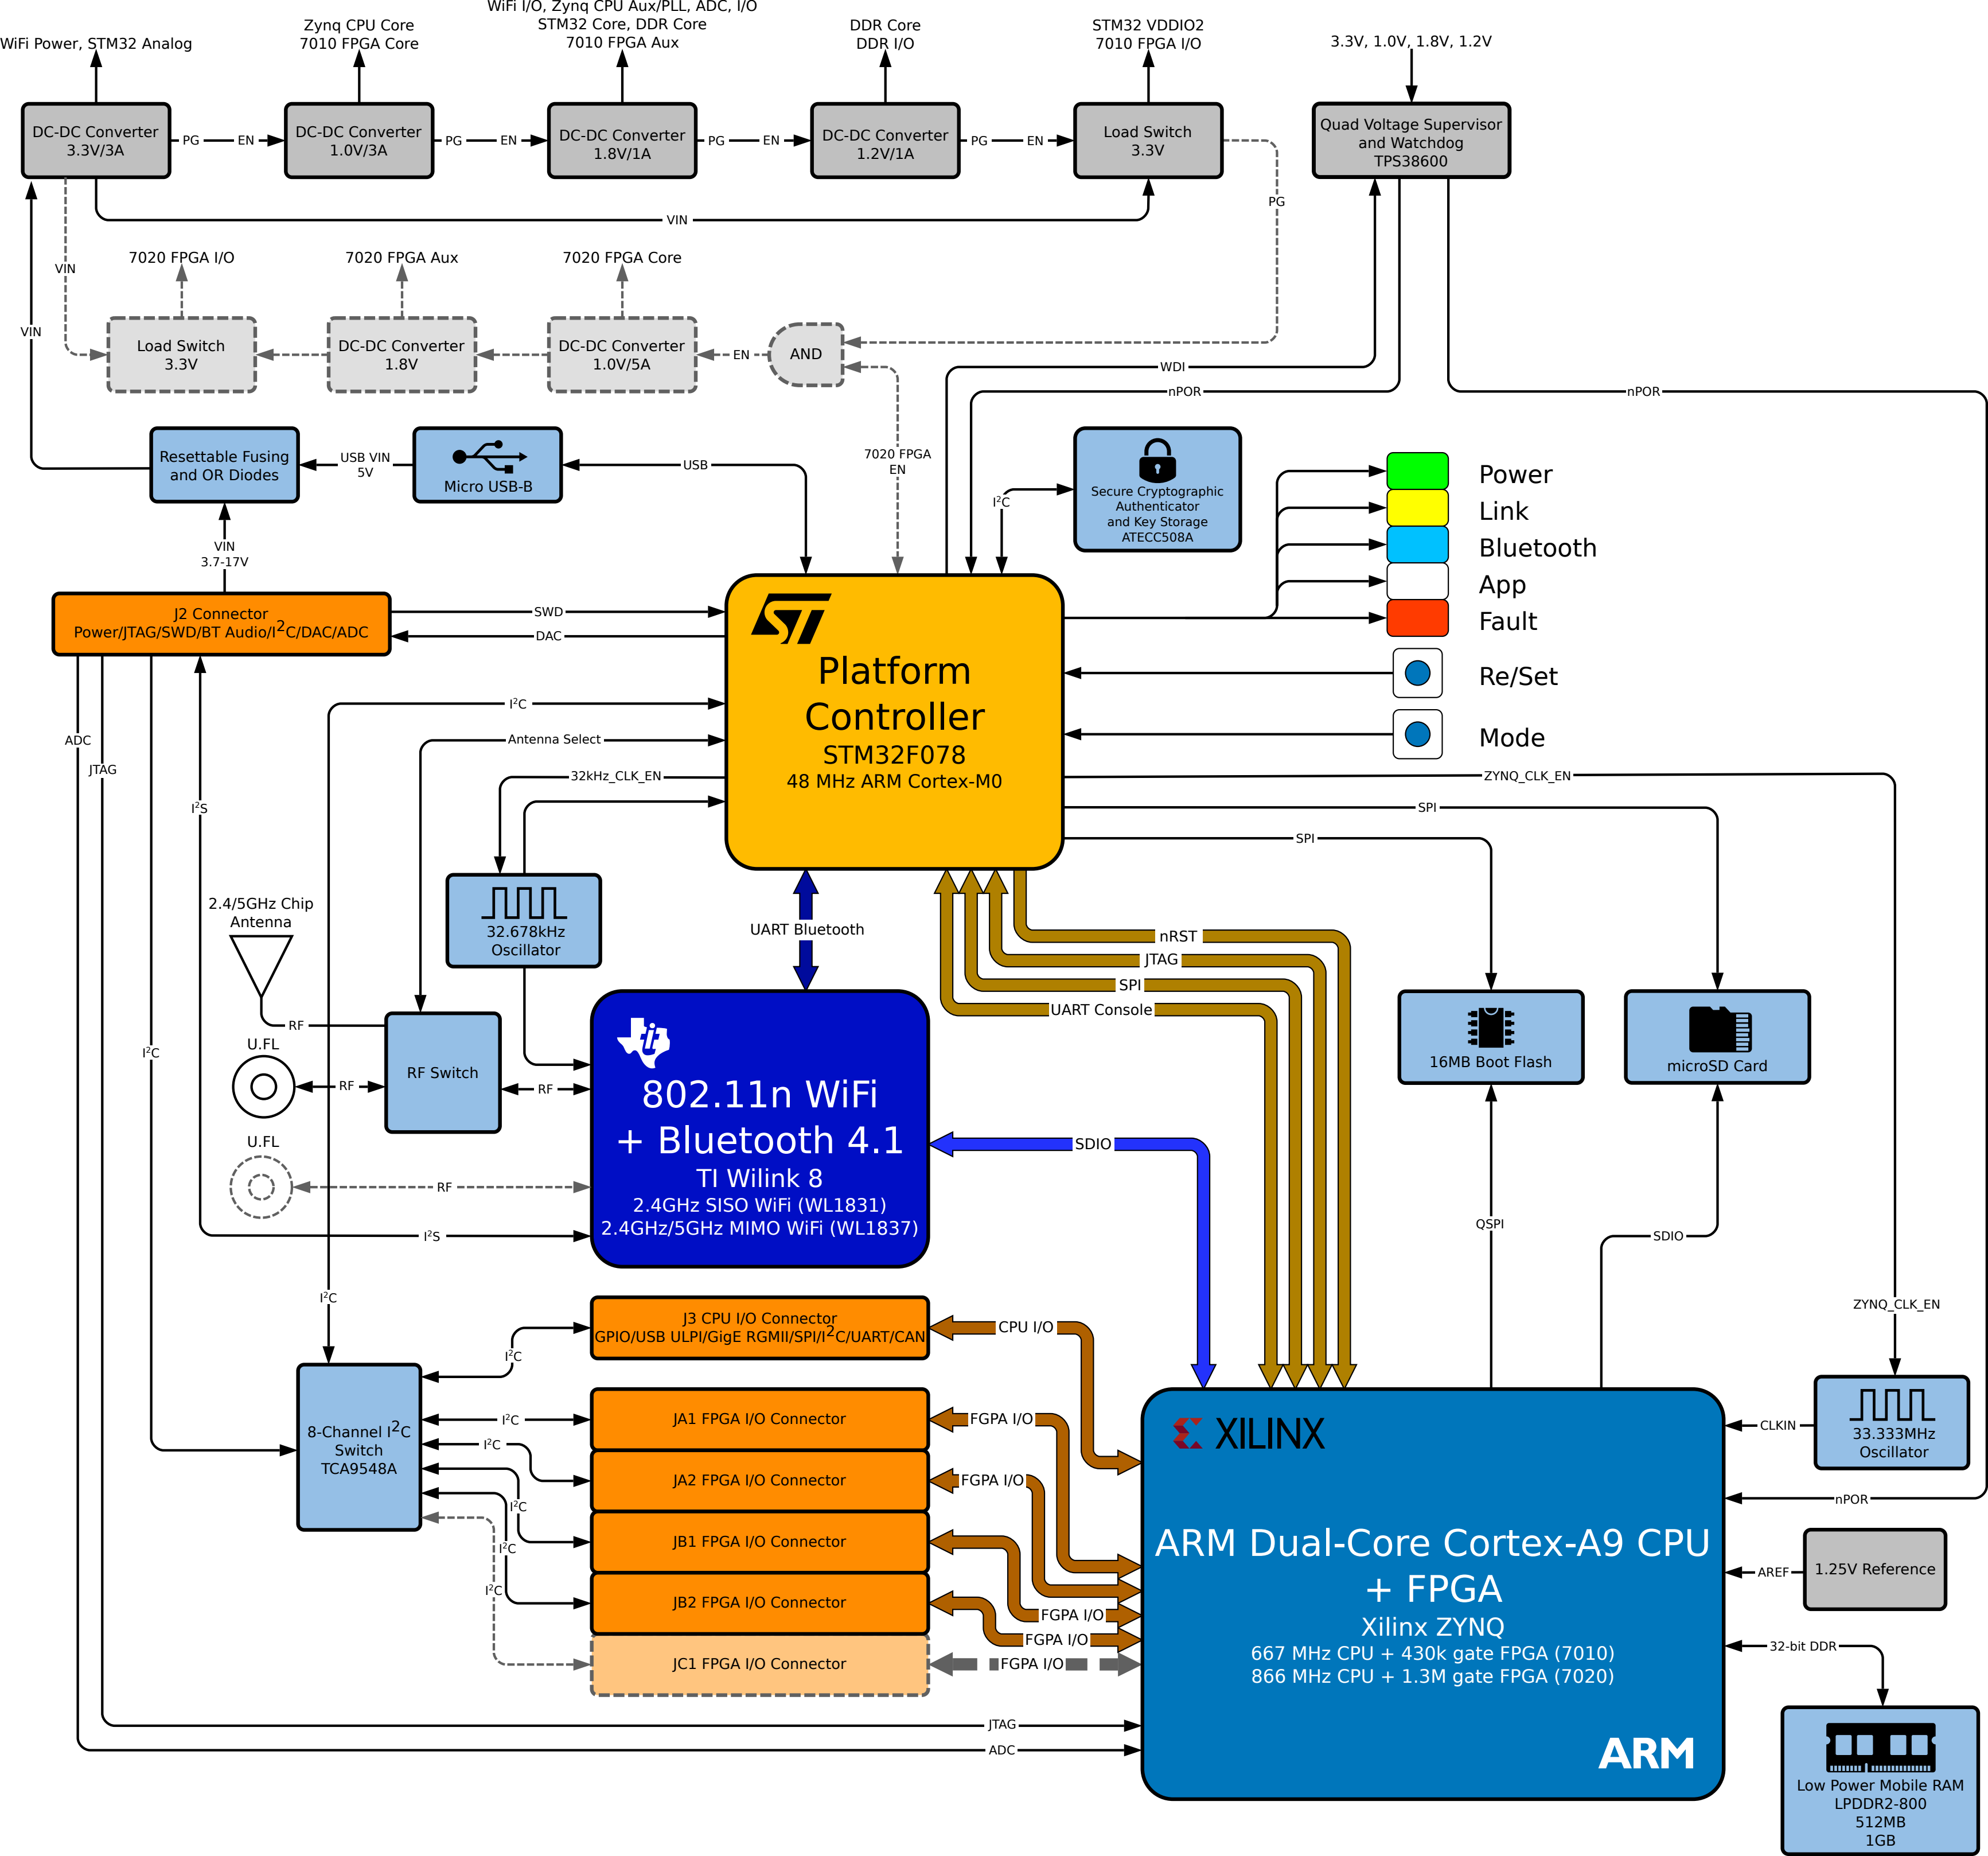 WiFi Power, STM32 Analog
Zynq CPU Core
7010 FPGA Core
WiFi I/O, Zynq CPU Aux/PLL, ADC, I/O
STM32 Core, DDR Core
7010 FPGA Aux
DDR Core
DDR I/O
STM32 VDDIO2
7010 FPGA I/O
3.3V, 1.0V, 1.8V, 1.2V
DC-DC Converter
3.3V/3A
PG
EN
DC-DC Converter
1.0V/3A
PG
EN
DC-DC Converter
1.8V/1A
PG
EN
DC-DC Converter
1.2V/1A
PG
EN
Load Switch
3.3V
Quad Voltage Supervisor
and Watchdog
TPS38600
PG
VIN
VIN
VIN
7020 FPGA I/O
7020 FPGA Aux
7020 FPGA Core
Load Switch
3.3V
DC-DC Converter
1.8V
DC-DC Converter
1.0V/5A
EN
AND
WDI
nPOR
nPOR
7020 FPGA
EN
Resettable Fusing
and OR Diodes
USB VIN
5V
Micro USB-B
USB
I²C
Secure Cryptographic
Authenticator
and Key Storage
ATECC508A
Power
Link
Bluetooth
App
Fault
Re/Set
Mode
VIN
3.7-17V
J2 Connector
Power/JTAG/SWD/BT Audio/I²C/DAC/ADC
SWD
DAC
ST
Platform
Controller
STM32F078
48 MHz ARM Cortex-M0
I²C
Antenna Select
32kHz_CLK_EN
ADC
JTAG
I²S
ZYNQ_CLK_EN
SPI
SPI
2.4/5GHz Chip
Antenna
32.678kHz
Oscillator
UART Bluetooth
nRST
JTAG
SPI
UART Console
RF
U.FL
RF
RF Switch
RF
I²C
U.FL
RF
I²S
802.11n WiFi
+ Bluetooth 4.1
TI Wilink 8
2.4GHz SISO WiFi (WL1831)
2.4GHz/5GHz MIMO WiFi (WL1837)
SDIO
16MB Boot Flash
microSD Card
QSPI
SDIO
ZYNQ_CLK_EN
I²C
J3 CPU I/O Connector
GPIO/USB ULPI/GigE RGMII/SPI/I²C/UART/CAN
CPU I/O
I²C
8-Channel I²C
Switch
TCA9548A
I²C
I²C
I²C
I²C
I²C
JA1 FPGA I/O Connector
JA2 FPGA I/O Connector
JB1 FPGA I/O Connector
JB2 FPGA I/O Connector
JC1 FPGA I/O Connector
FGPA I/O
FGPA I/O
FGPA I/O
FGPA I/O
FGPA I/O
JTAG
ADC
XILINX
ARM Dual-Core Cortex-A9 CPU
+ FPGA
Xilinx ZYNQ
667 MHz CPU + 430k gate FPGA (7010)
866 MHz CPU + 1.3M gate FPGA (7020)
ARM
CLKIN
33.333MHz
Oscillator
nPOR
AREF
1.25V Reference
32-bit DDR
Low Power Mobile RAM
LPDDR2-800
512MB
1GB